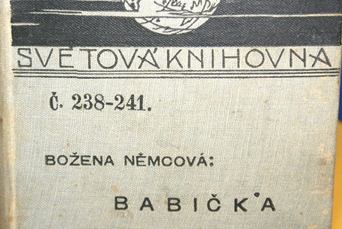 SVĚTOVÁ KNIHOVNA
Č. 238-241.
BOŽENA NĚMCOVÁ:
BABIČKA